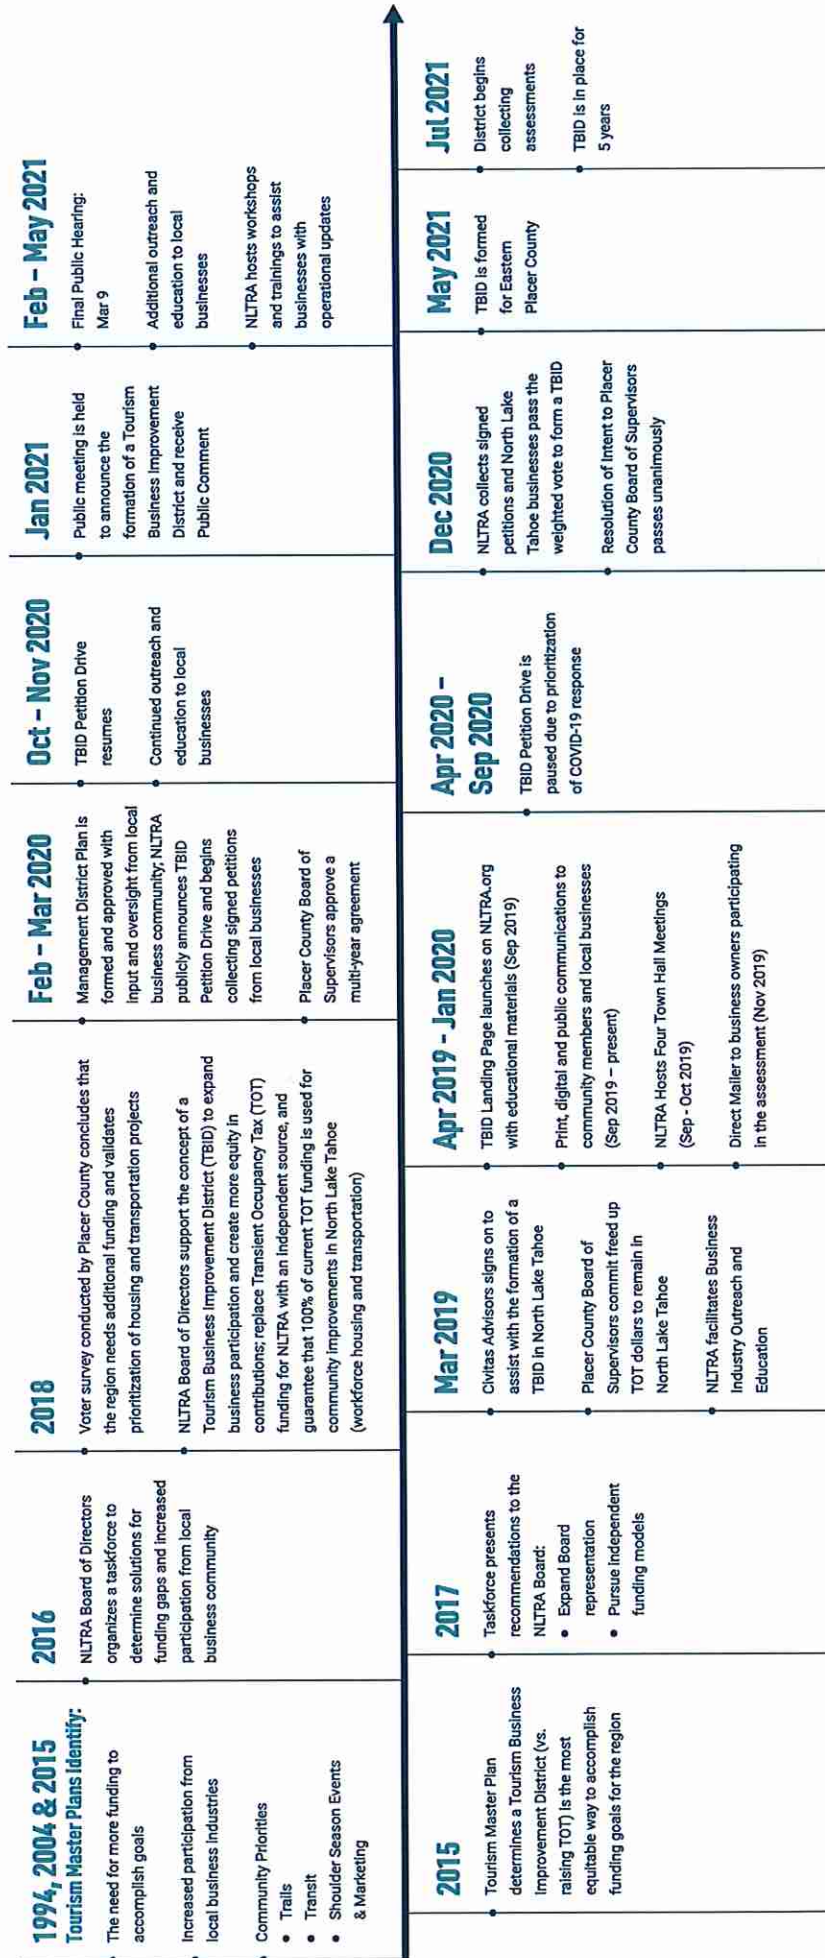 1994, 2004 & 2015
Tourism Master Plans Identify:
The need for more funding to
accomplish goals
Increased participation from
local business industries
Community Priorities
• Trails
• Transit
• Shoulder Season Events
& Marketing
2015
Tourism Master Plan
determines a Tourism Business
Improvement District (vs.
raising TOT) is the most
equitable way to accomplish
funding goals for the region
2016
NLTRA Board of Directors
organizes a taskforce to
determine solutions for
funding gaps and increased
participation from local
business community
2017
Taskforce presents
recommendations to the
NLTRA Board:
• Expand Board
representation
• Pursue independent
funding models
2018
Voter survey conducted by Placer County concludes that
the region needs additional funding and validates
prioritization of housing and transportation projects
NLTRA Board of Directors support the concept of a
Tourism Business Improvement District (TBID) to expand
business participation and create more equity in
contributions; replace Transient Occupancy Tax (TOT)
funding for NLTRA with an independent source, and
guarantee that 100% of current TOT funding is used for
community improvements in North Lake Tahoe
(workforce housing and transportation)
Mar 2019
Civitas Advisors signs on to
assist with the formation of a
TBID in North Lake Tahoe
Placer County Board of
Supervisors commit freed up
TOT dollars to remain in
North Lake Tahoe
NLTRA facilitates Business
Industry Outreach and
Education
Apr 2019 - Jan 2020
TBID Landing Page launches on NLTRA.org
with educational materials (Sep 2019)
Print, digital and public communications to
community members and local businesses
(Sep 2019 – present)
NLTRA Hosts Four Town Hall Meetings
(Sep - Oct 2019)
Direct Mailer to business owners participating
in the assessment (Nov 2019)
Feb – Mar 2020
Management District Plan is
formed and approved with
input and oversight from local
business community; NLTRA
publicly announces TBID
Petition Drive and begins
collecting signed petitions
from local businesses
Placer County Board of
Supervisors approve a
multi-year agreement
Apr 2020 –
Sep 2020
TBID Petition Drive is
paused due to prioritization
of COVID-19 response
Oct – Nov 2020
TBID Petition Drive
resumes
Continued outreach and
education to local
businesses
Dec 2020
NLTRA collects signed
petitions and North Lake
Tahoe businesses pass the
weighted vote to form a TBID
Resolution of Intent to Placer
County Board of Supervisors
passes unanimously
Jan 2021
Public meeting is held
to announce the
formation of a Tourism
Business Improvement
District and receive
Public Comment
Feb – May 2021
Final Public Hearing:
Mar 9
Additional outreach and
education to local
businesses
NLTRA hosts workshops
and trainings to assist
businesses with
operational updates
May 2021
TBID is formed
for Eastern
Placer County
Jul 2021
District begins
collecting
assessments
TBID is in place for
5 years